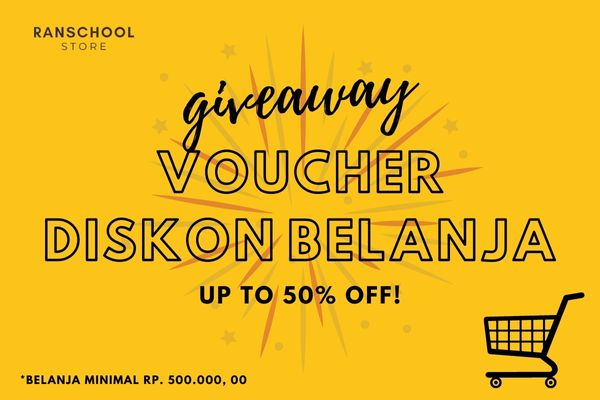 RANSCHOOL
STORE
giveaway
VOUCHER
DISKON BELANJA
UP TO 50% OFF!
*BELANJA MINIMAL RP. 500.000, 00